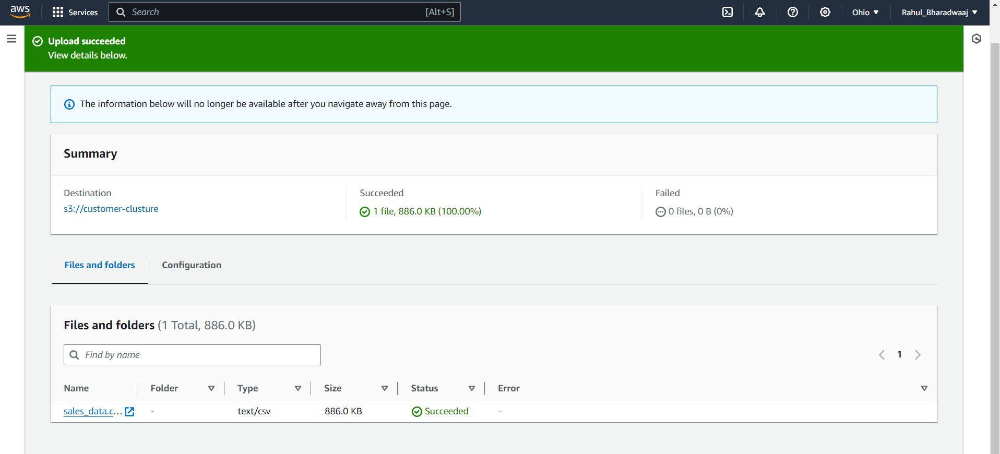 aws
Services
Search
[Alt+S]
Ohio
Rahul_Bharadwaaj
Upload succeeded
View details below.
The information below will no longer be available after you navigate away from this page.
Summary
Destination
s3://customer-clusture
Succeeded
1 file, 886.0 KB (100.00%)
Failed
0 files, 0 B (0%)
Files and folders
Configuration
Files and folders (1 Total, 886.0 KB)
Find by name
1
Name Folder Type Size Status Error
sales_data.c... - text/csv 886.0 KB Succeeded -